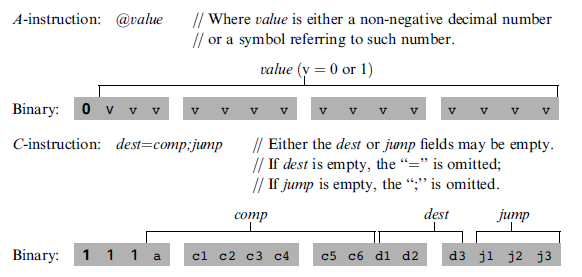 A-instruction: @value // Where value is either a non-negative decimal number
// or a symbol referring to such number.
value (v = 0 or 1)
Binary: 0 v v v v v v v v v v v v v v v
C-instruction: dest=comp;jump // Either the dest or jump fields may be empty.
// If dest is empty, the “=” is omitted;
// If jump is empty, the “;’’ is omitted.
comp dest jump
Binary: 1 1 1 a c1 c2 c3 c4 c5 c6 d1 d2 d3 j1 j2 j3